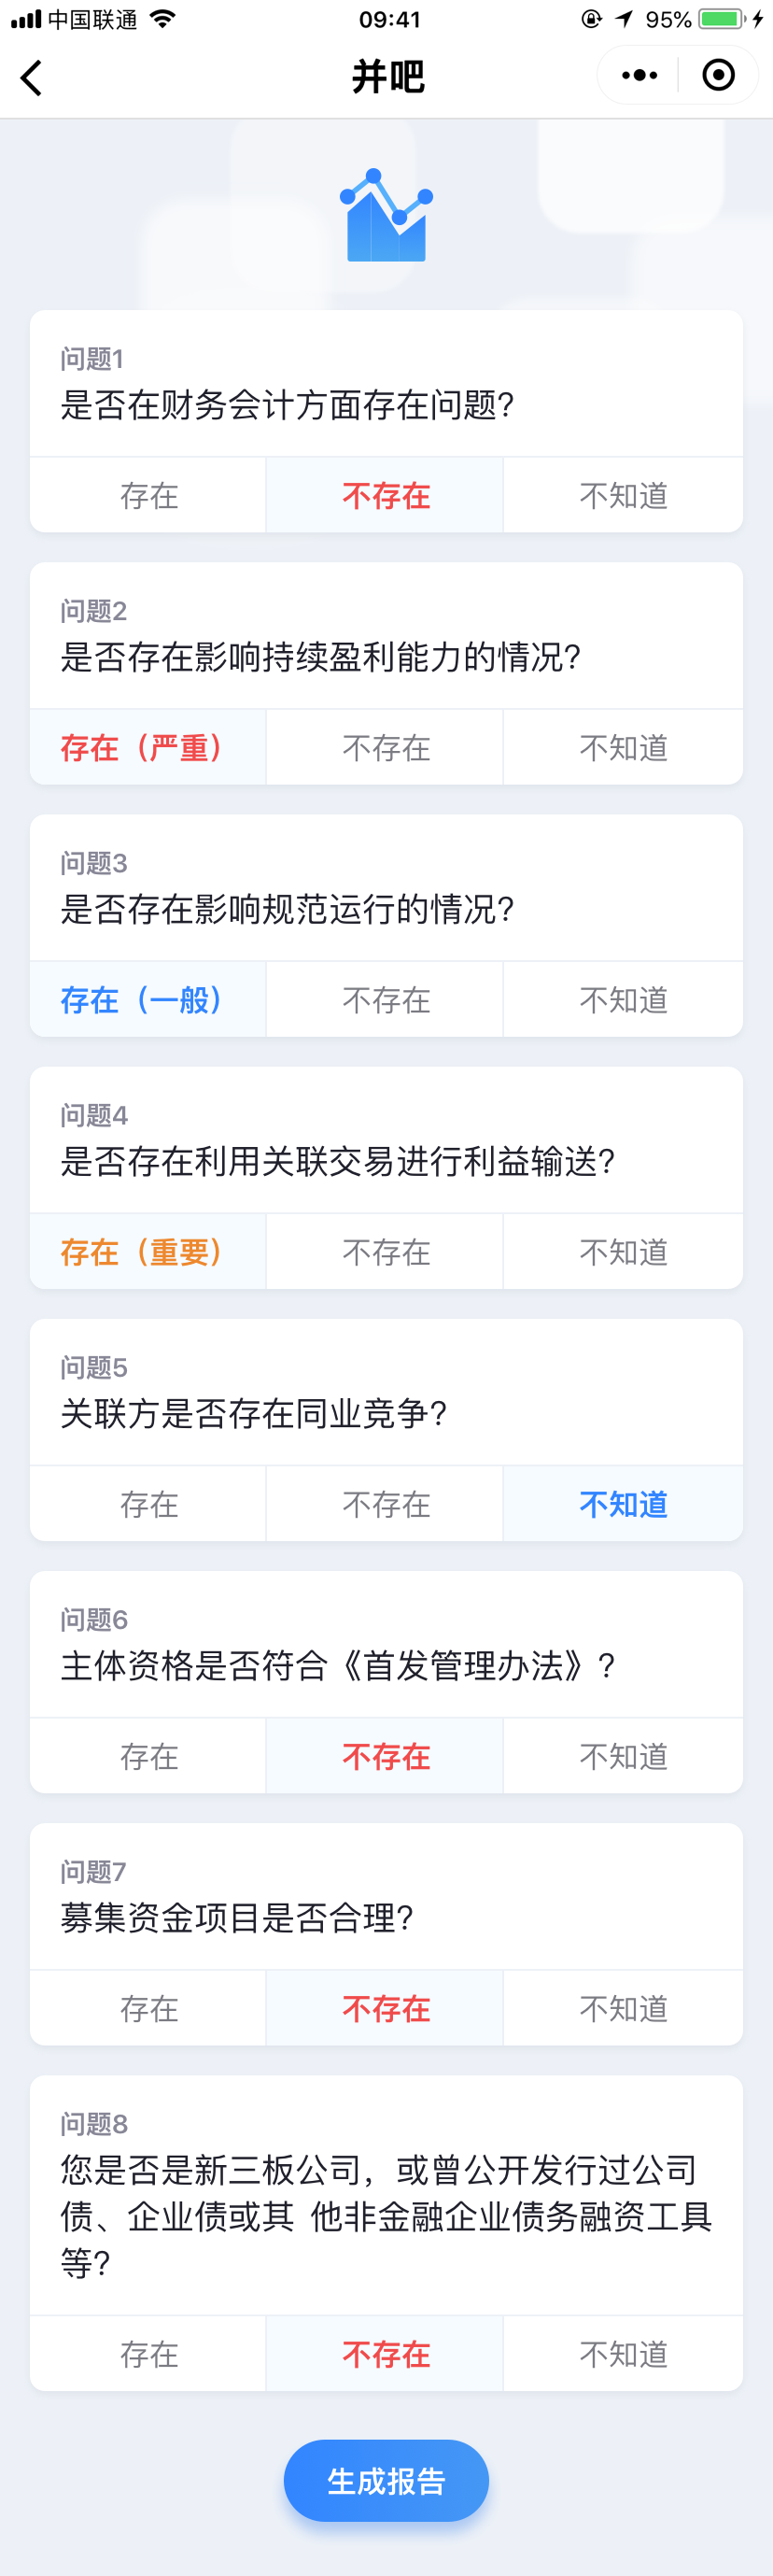 中国联通 09:41 95%
并吧
问题1
是否在财务会计方面存在问题?
存在 不存在 不知道
问题2
是否存在影响持续盈利能力的情况?
存在（严重） 不存在 不知道
问题3
是否存在影响规范运行的情况?
存在（一般） 不存在 不知道
问题4
是否存在利用关联交易进行利益输送?
存在（重要） 不存在 不知道
问题5
关联方是否存在同业竞争?
存在 不存在 不知道
问题6
主体资格是否符合《首发管理办法》?
存在 不存在 不知道
问题7
募集资金项目是否合理?
存在 不存在 不知道
问题8
您是否是新三板公司，或曾公开发行过公司
债、企业债或其 他非金融企业债务融资工具
等?
存在 不存在 不知道
生成报告